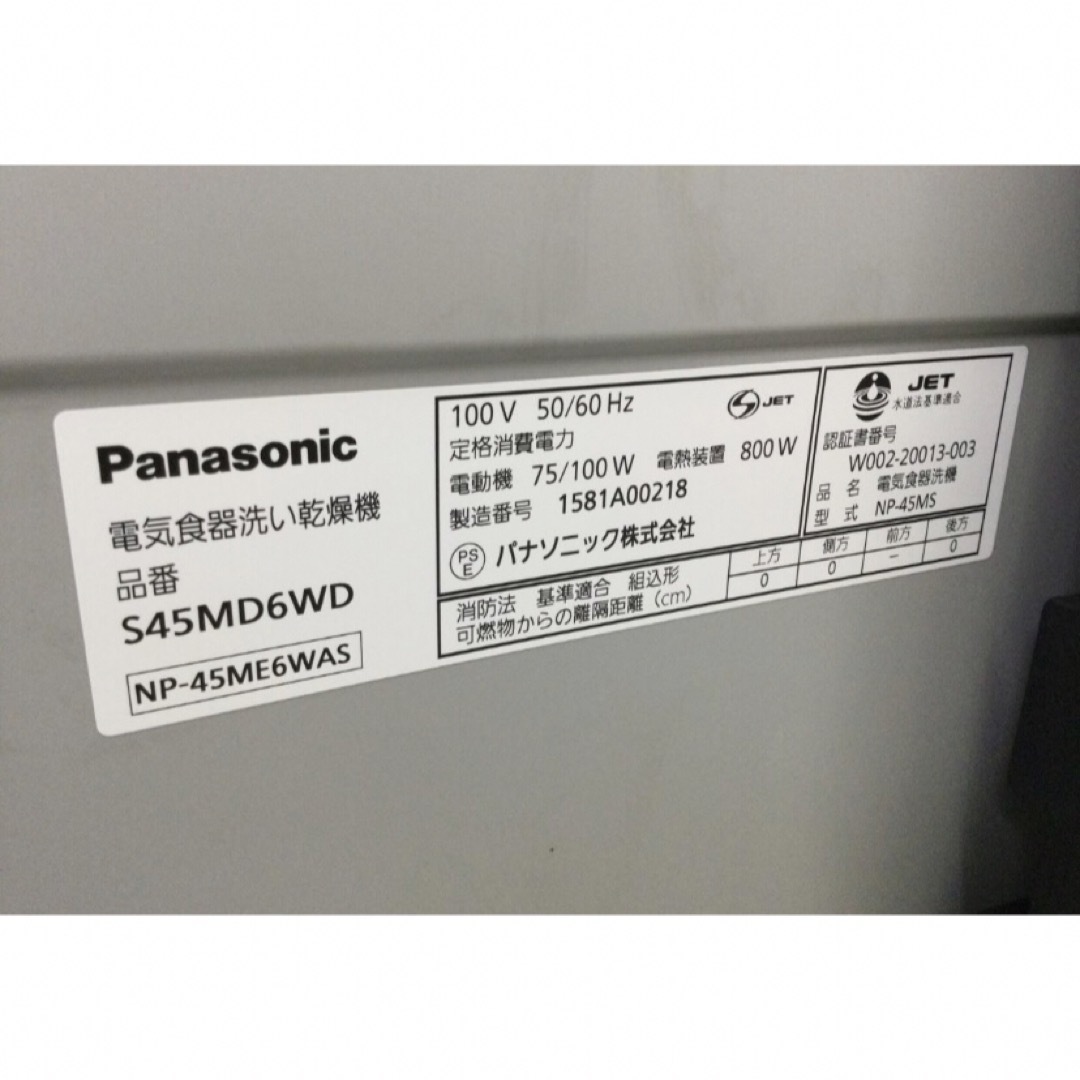 Panasonic
電気食器洗い乾燥機
品番
S45MD6WD
NP-45ME6WAS
100V 50/60Hz
JET
定格消費電力
電動機 75/100W 電熱装置 800W
製造番号 1581A00218
PSE パナソニック株式会社
JET
水道法基準適合
認証書番号
W002-20013-003
品名 電気食器洗機
型式 NP-45MS
消防法 基準適合 組込形
可燃物からの離隔距離 (cm)
上方 側方 前方 後方
0 0 − 0